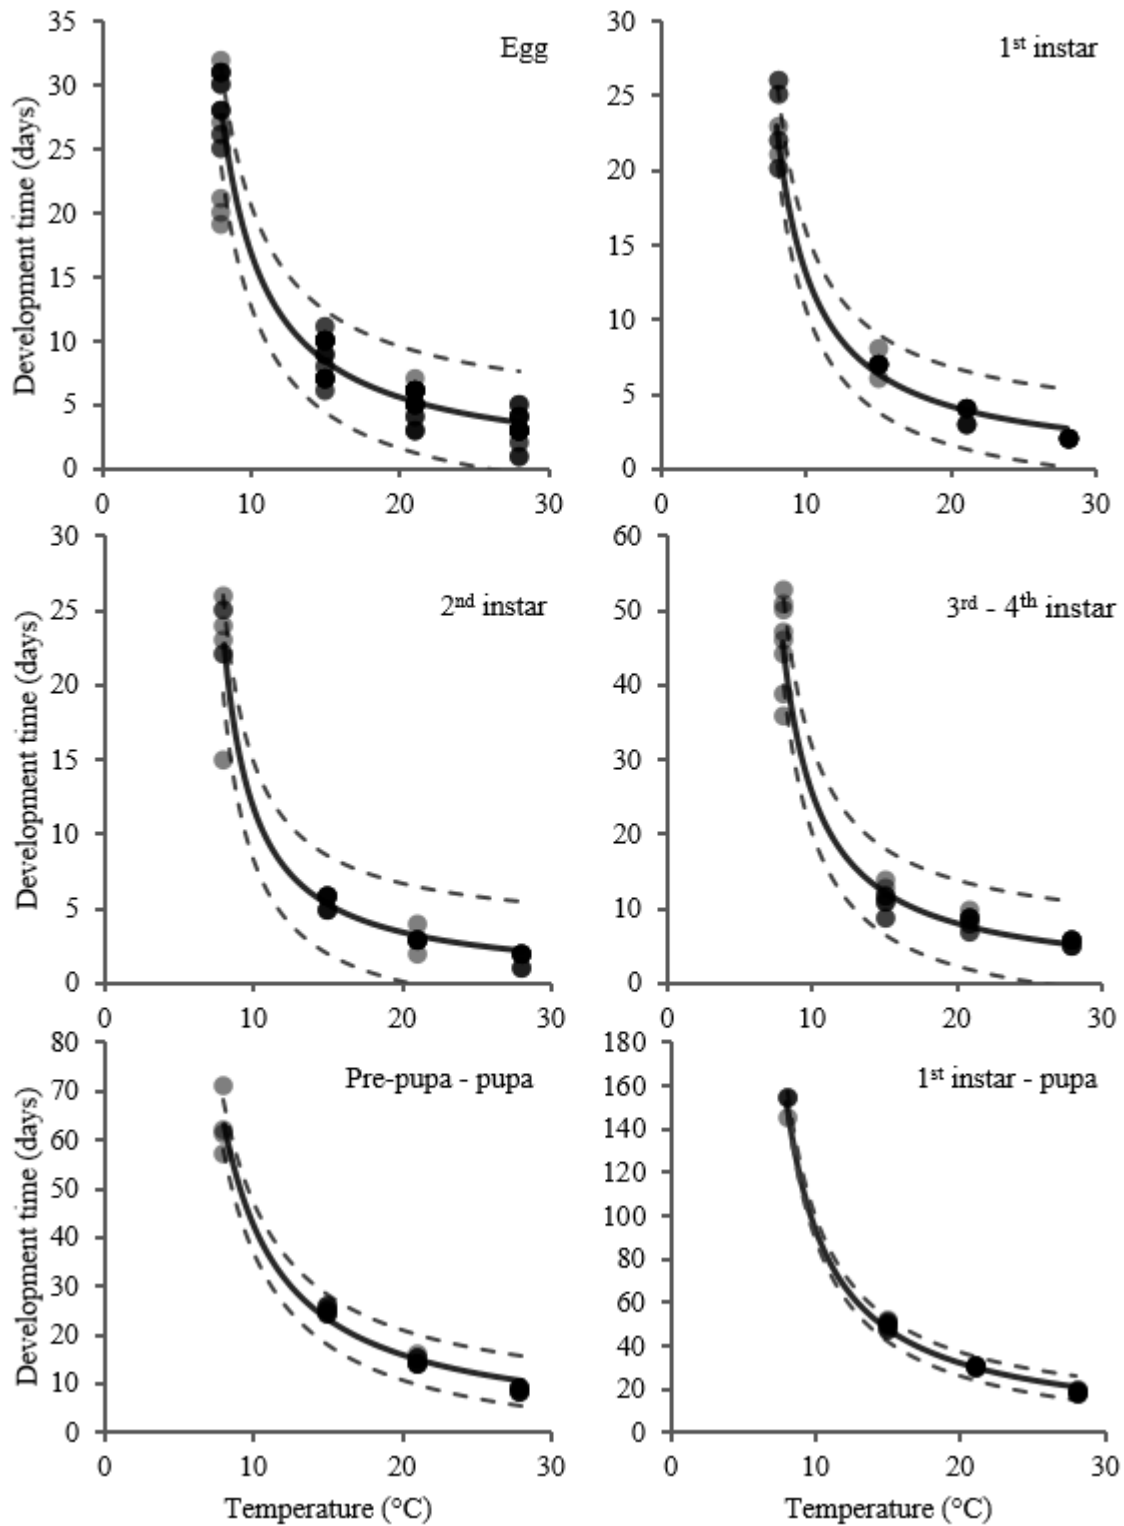 Egg
Development time (days)
35
30
25
20
15
10
5
0
0 10 20 30
1st instar
30
25
20
15
10
5
0
0 10 20 30
2nd instar
Development time (days)
30
25
20
15
10
5
0
0 10 20 30
3rd - 4th instar
60
50
40
30
20
10
0
0 10 20 30
Pre-pupa - pupa
Development time (days)
80
70
60
50
40
30
20
10
0
0 10 20 30
Temperature (°C)
1st instar - pupa
180
160
140
120
100
80
60
40
20
0
0 10 20 30
Temperature (°C)